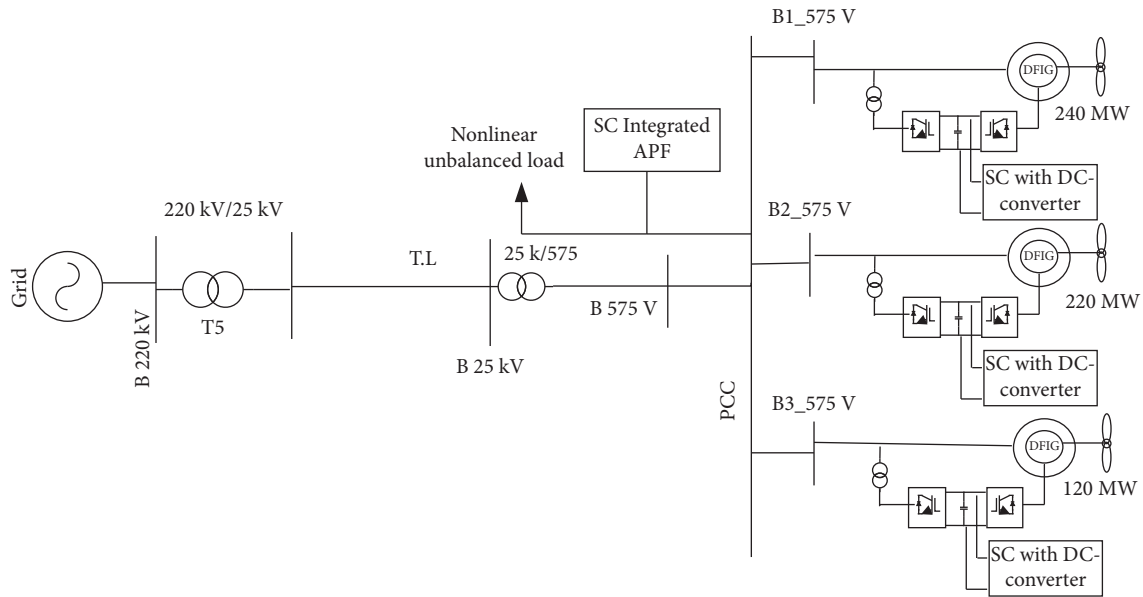 B1_575 V
DFIG
240 MW
SC with DC-
converter
Nonlinear
unbalanced load
SC Integrated
APF
B2_575 V
DFIG
220 MW
SC with DC-
converter
Grid
B 220 kV
220 kV/25 kV
T5
T.L
B 25 kV
25 k/575
B 575 V
PCC
B3_575 V
DFIG
120 MW
SC with DC-
converter